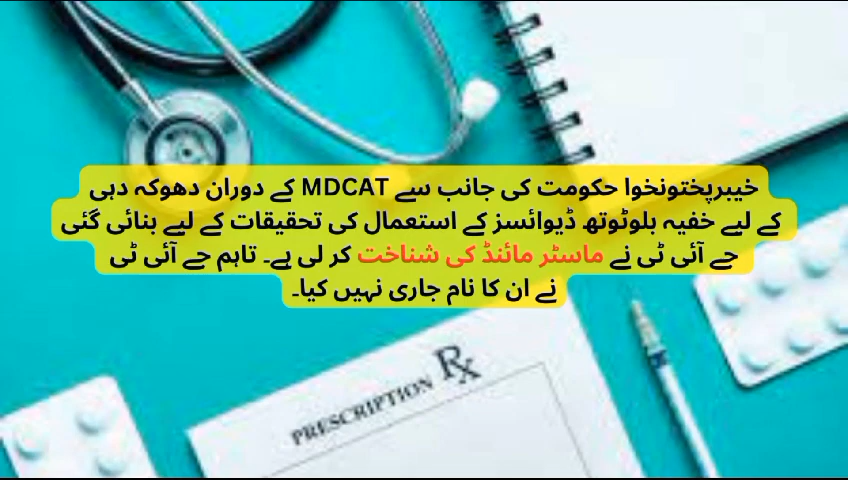 خیبرپختونخوا حکومت کی جانب سے MDCAT کے دوران دھوکہ دہی
کے لیے خفیہ بلوٹوتھ ڈیوائسز کے استعمال کی تحقیقات کے لیے بنائی گئی
جے آئی ٹی نے ماسٹر مائنڈ کی شناخت کر لی ہے۔ تاہم جے آئی ٹی
نے ان کا نام جاری نہیں کیا۔
PRESCRIPTION Rx